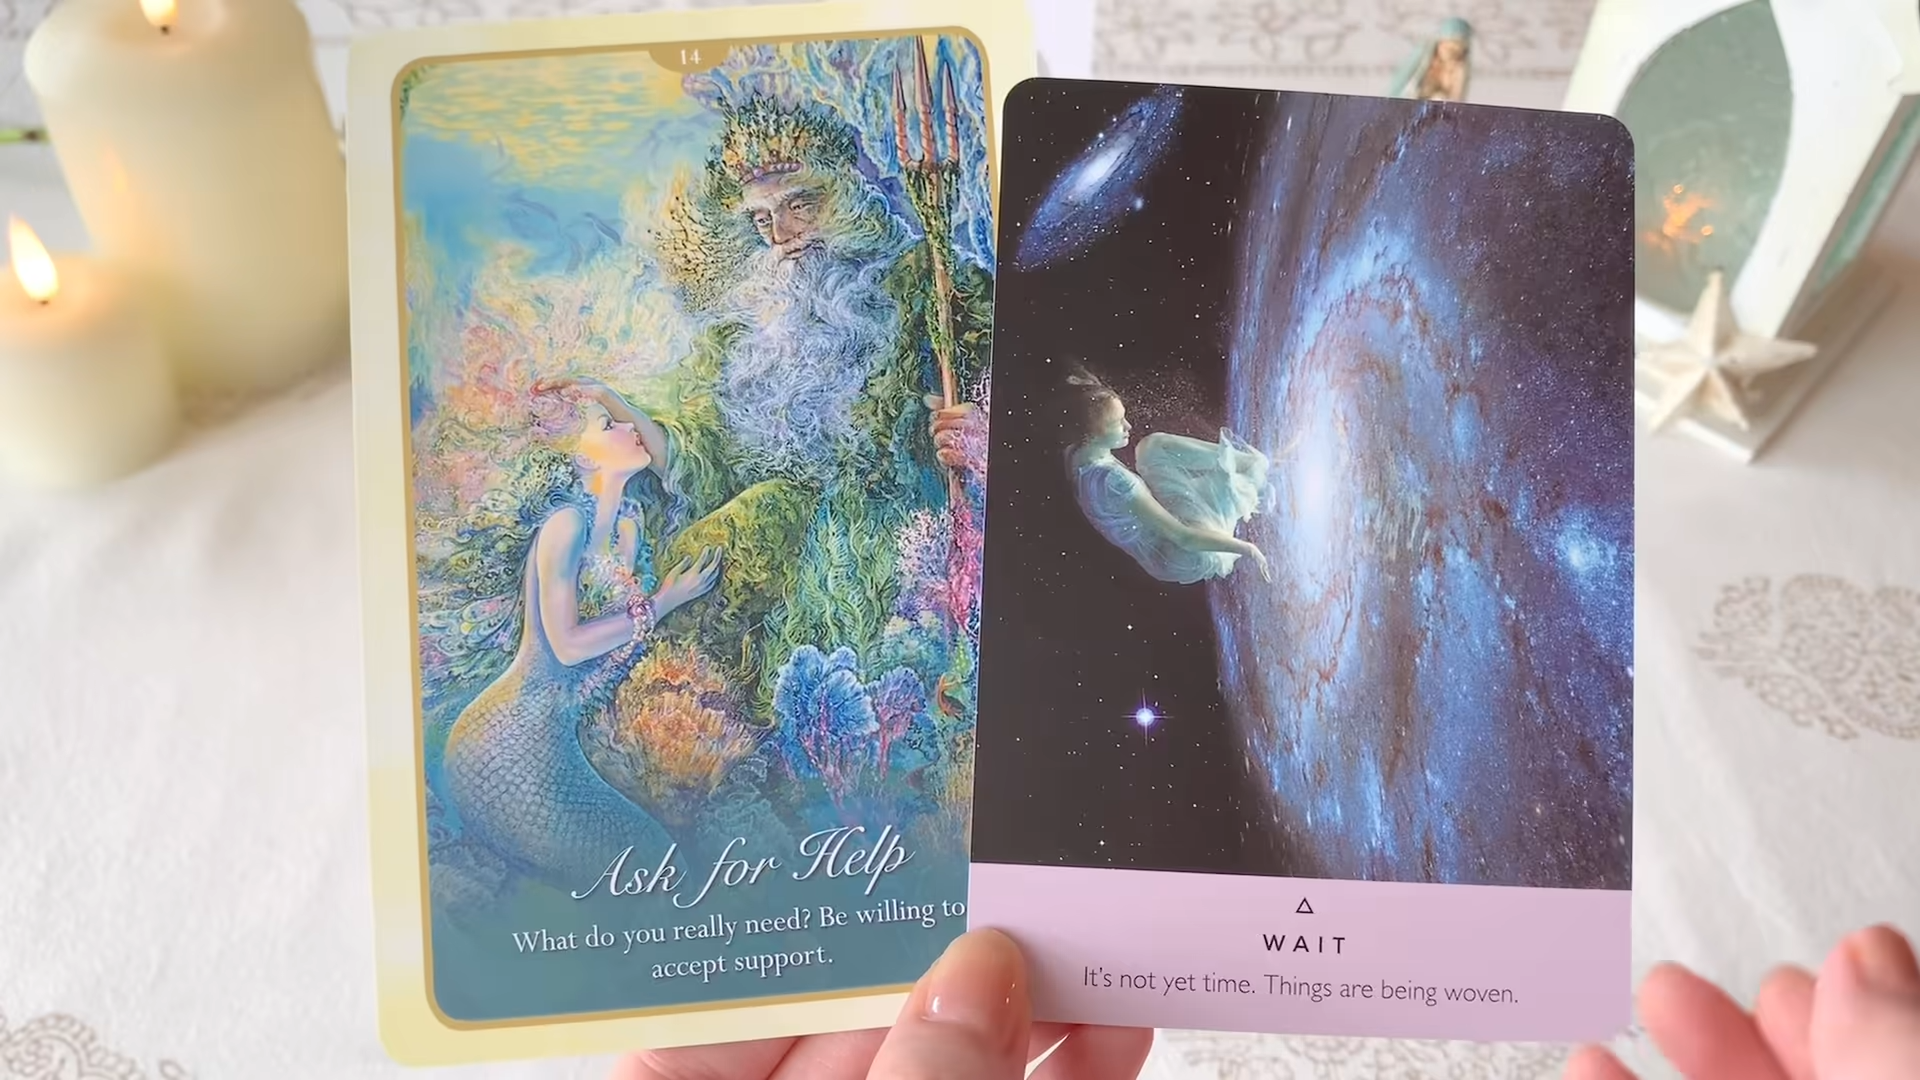 14
Ask for Help
What do you really need? Be willing to
accept support.
WAIT
It's not yet time. Things are being woven.